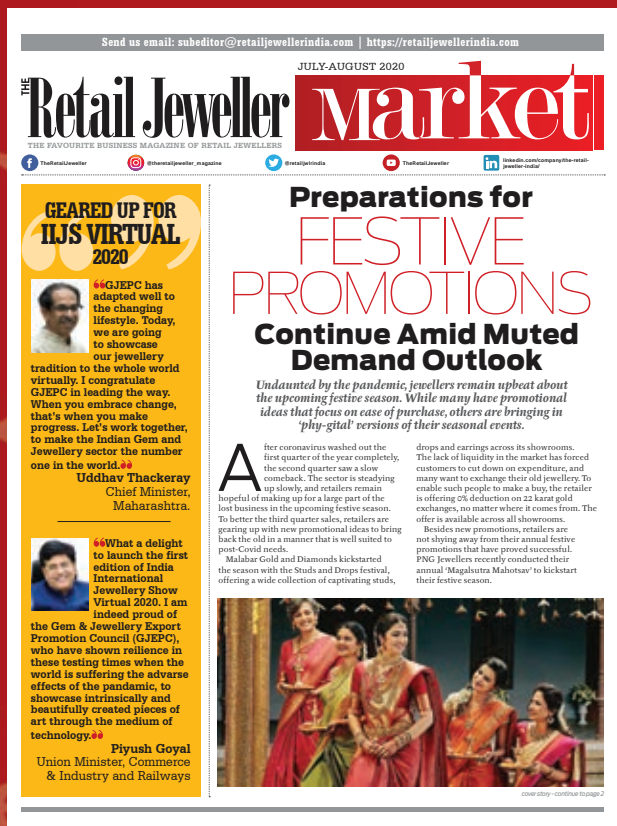 Send us email: subeditor@retailjewellerindia.com | https://retailjewellerindia.com
JULY-AUGUST 2020
THE
Retail Jeweller
Market
THE FAVOURITE BUSINESS MAGAZINE OF RETAIL JEWELLERS
TheRetailJeweller
@theretailjeweller_magazine
@retailjwlrindia
TheRetailJeweller
linkedin.com/company/the-retail-
jeweller-india/
GEARED UP FOR
IIJS VIRTUAL
2020
“GJEPC has
adapted well to
the changing
lifestyle. Today,
we are going
to showcase
our jewellery
tradition to the whole world
virtually. I congratulate
GJEPC in leading the way.
When you embrace change,
that's when you make
progress. Let's work together,
to make the Indian Gem and
Jewellery sector the number
one in the world.”
Uddhav Thackeray
Chief Minister,
Maharashtra.
“What a delight
to launch the first
edition of India
International
Jewellery Show
Virtual 2020. I am
indeed proud of
the Gem & Jewellery Export
Promotion Council (GJEPC),
who have shown reilience in
these testing times when the
world is suffering the advarse
effects of the pandamic, to
showcase intrinsically and
beautifully created pieces of
art through the medium of
technology.”
Piyush Goyal
Union Minister, Commerce
& Industry and Railways
Preparations for
FESTIVE
PROMOTIONS
Continue Amid Muted
Demand Outlook
Undaunted by the pandemic, jewellers remain upbeat about
the upcoming festive season. While many have promotional
ideas that focus on ease of purchase, others are bringing in
‘phy-gital’ versions of their seasonal events.
After coronavirus washed out the
first quarter of the year completely,
the second quarter saw a slow
comeback. The sector is steadying
up slowly, and retailers remain
hopeful of making up for a large part of the
lost business in the upcoming festive season.
To better the third quarter sales, retailers are
gearing up with new promotional ideas to bring
back the old in a manner that is well suited to
post-Covid needs.
Malabar Gold and Diamonds kickstarted
the season with the Studs and Drops festival,
offering a wide collection of captivating studs,
drops and earrings across its showrooms.
The lack of liquidity in the market has forced
customers to cut down on expenditure, and
many want to exchange their old jewellery. To
enable such people to make a buy, the retailer
is offering 0% deduction on 22 karat gold
exchanges, no matter where it comes from. The
offer is available across all showrooms.
Besides new promotions, retailers are
not shying away from their annual festive
promotions that have proved successful.
PNG Jewellers recently conducted their
annual ‘Magalsutra Mahotsav’ to kickstart
their festive season.
cover story - continue to page 2